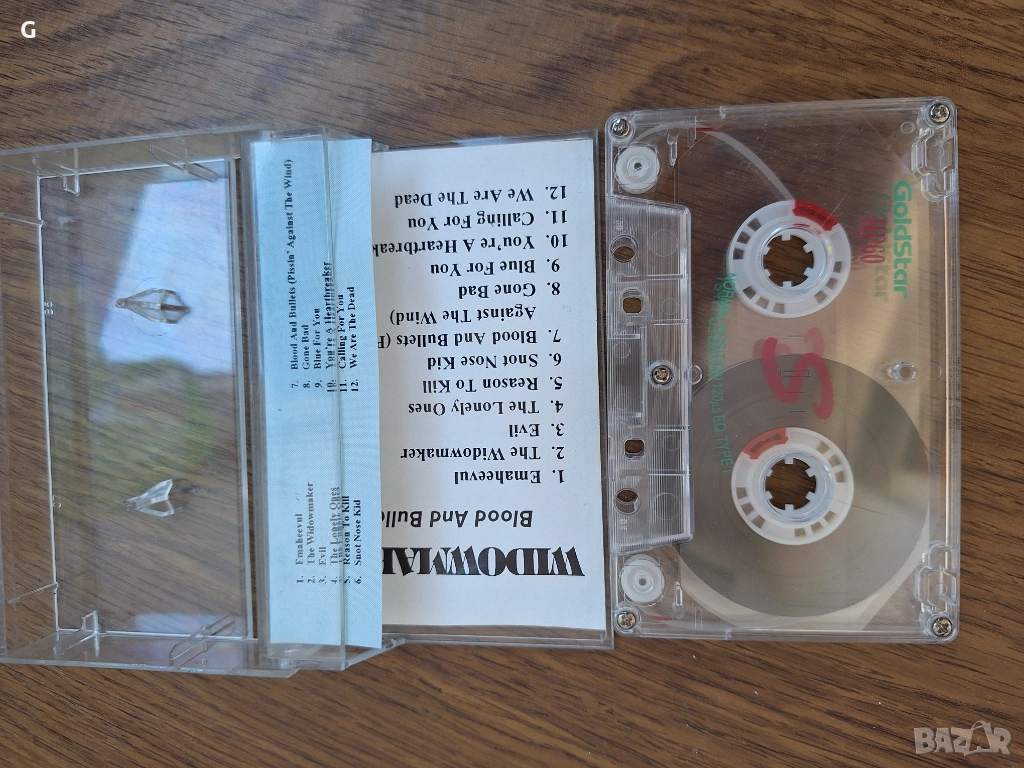 G
7. Blood And Bullets (Pissin' Against The Wind)
8. Gone Bad
9. Blue For You
10. You're A Heartbreaker
11. Calling For You
12. We Are The Dead
1. Emaheevul
2. The Widowmaker
3. Evil
4. The Lonely Ones
5. Reason To Kill
6. Snot Nose Kid
WIDOWMA
Blood And Bulle
1. Emaheevul
2. The Widowmaker
3. Evil
4. The Lonely Ones
5. Reason To Kill
6. Snot Nose Kid
7. Blood And Bullets (P
Against The Wind)
8. Gone Bad
9. Blue For You
10. You're A Heartbreak
11. Calling For You
12. We Are The Dead
GoldStar
S
BAZAR